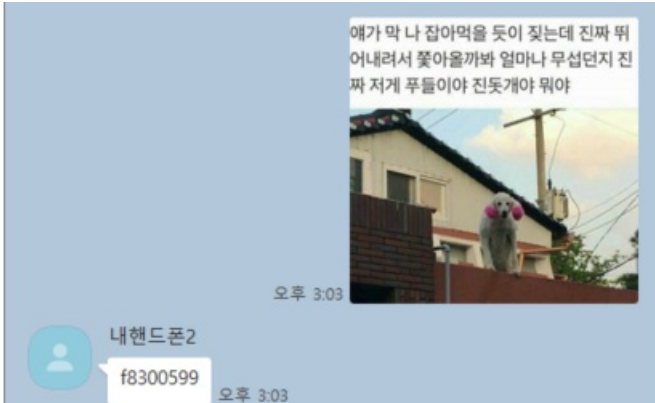 얘가 막 나 잡아먹을 듯이 짖는데 진짜 뛰
어내려서 쫓아올까봐 얼마나 무섭던지 진
짜 저게 푸들이야 진돗개야 뭐야
오후 3:03
내핸드폰2
f8300599
오후 3:03